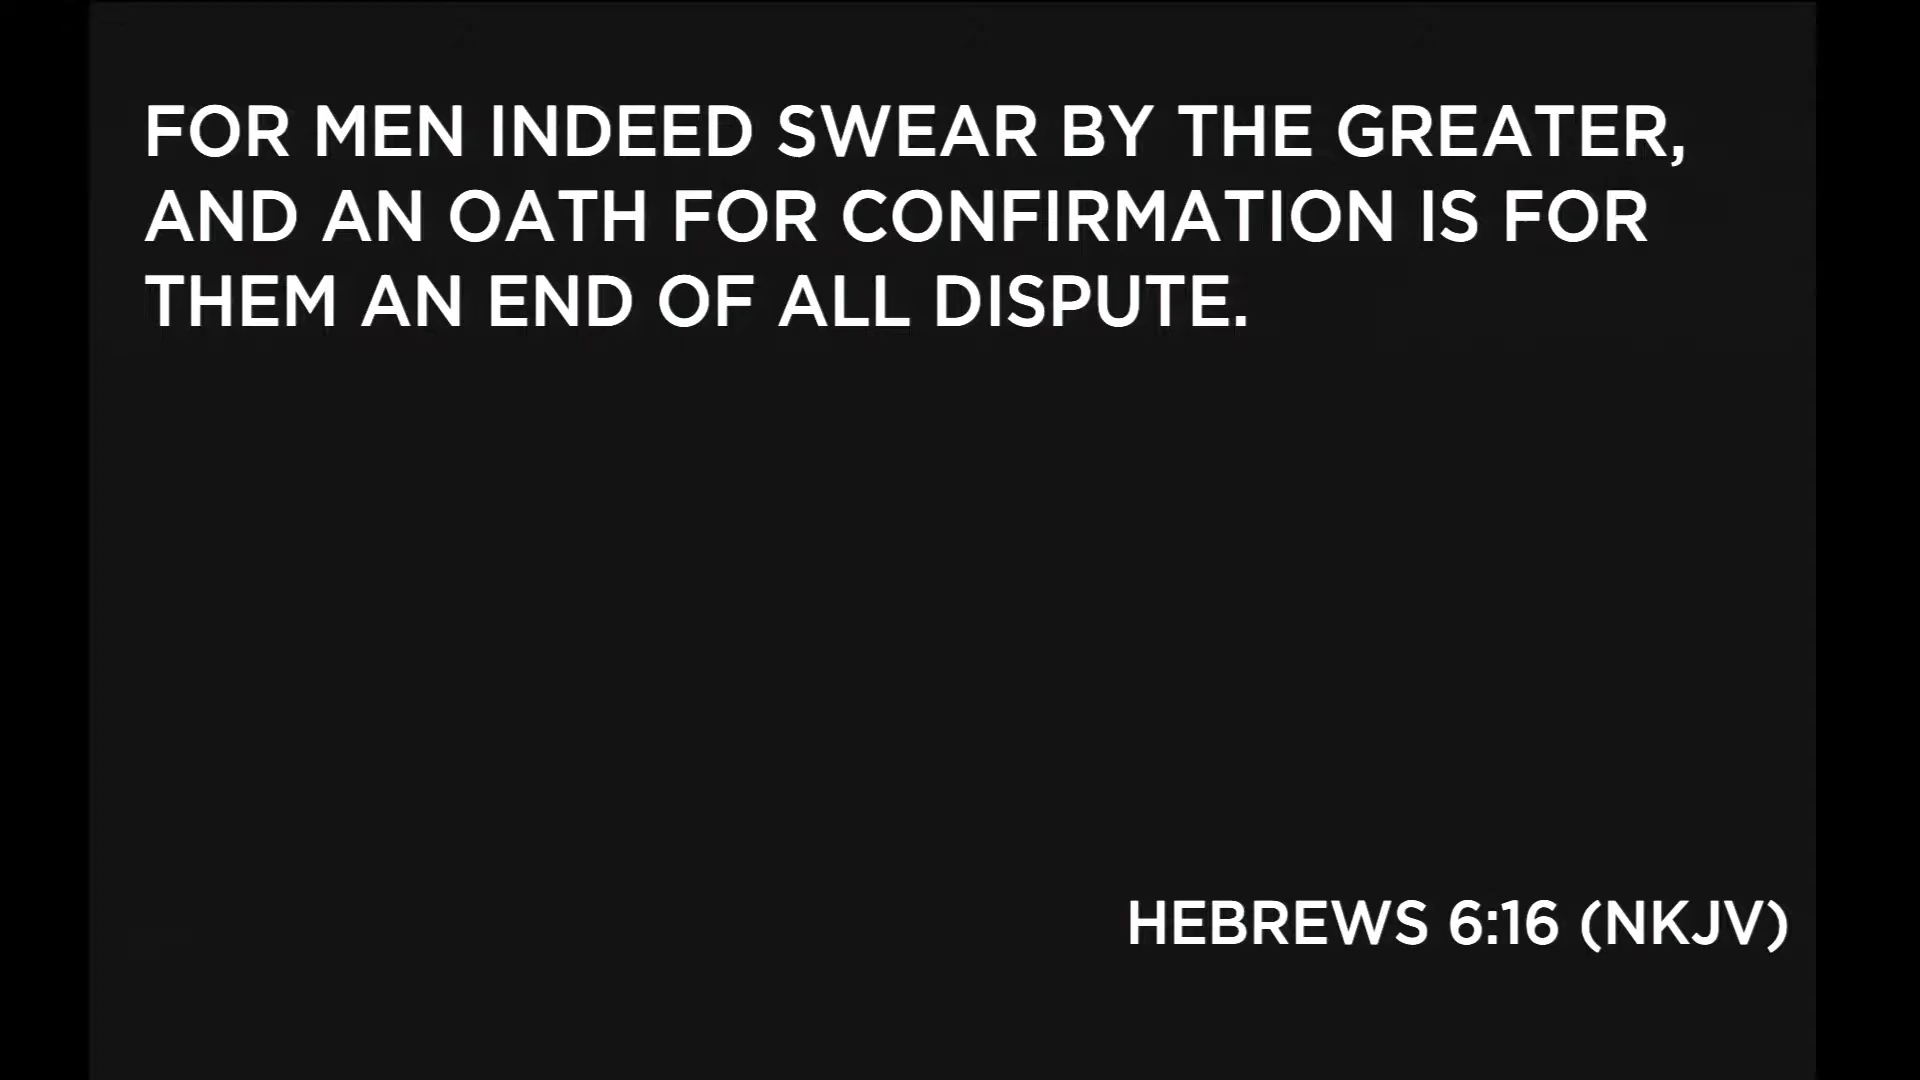 FOR MEN INDEED SWEAR BY THE GREATER,
AND AN OATH FOR CONFIRMATION IS FOR
THEM AN END OF ALL DISPUTE.
HEBREWS 6:16 (NKJV)